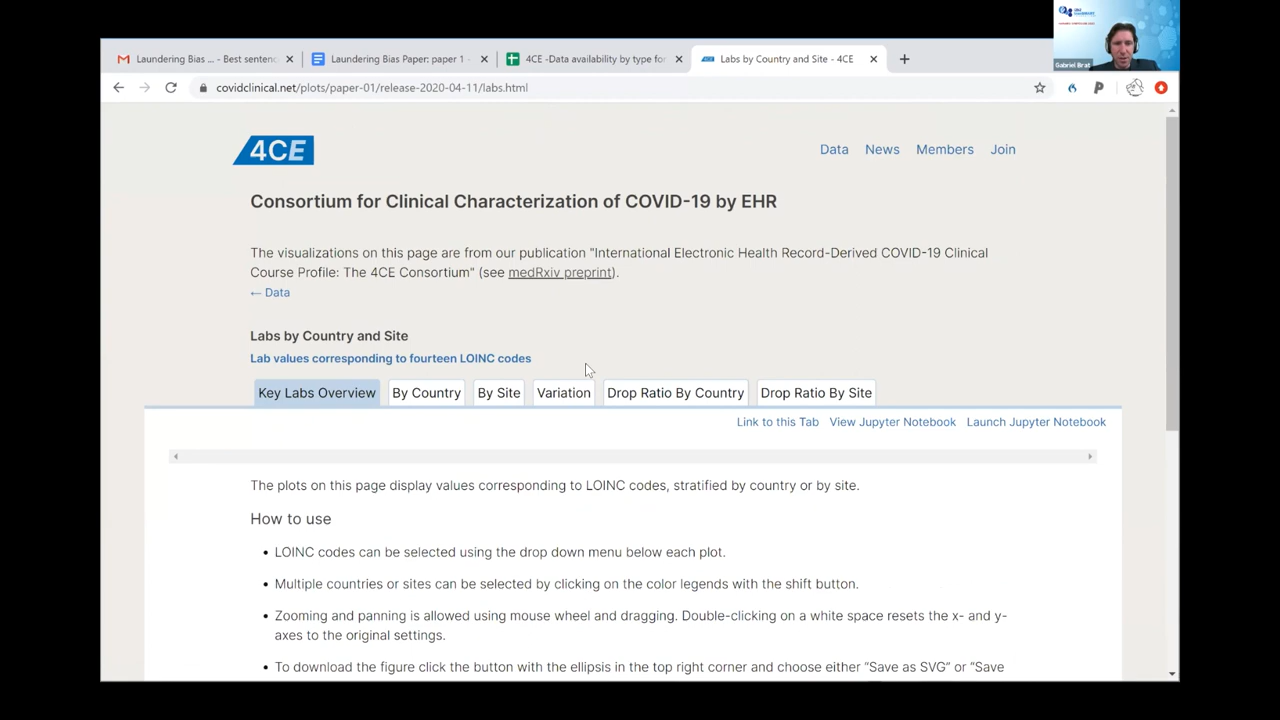 Laundering Bias ... - Best sentenc
Laundering Bias Paper: paper 1 -
4CE -Data availability by type for
Labs by Country and Site - 4CE
covidclinical.net/plots/paper-01/release-2020-04-11/labs.html
Gabriel Brat
4CE
Data News Members Join
Consortium for Clinical Characterization of COVID-19 by EHR
The visualizations on this page are from our publication "International Electronic Health Record-Derived COVID-19 Clinical
Course Profile: The 4CE Consortium" (see medRxiv preprint).
← Data
Labs by Country and Site
Lab values corresponding to fourteen LOINC codes
Key Labs Overview By Country By Site Variation Drop Ratio By Country Drop Ratio By Site
Link to this Tab View Jupyter Notebook Launch Jupyter Notebook
The plots on this page display values corresponding to LOINC codes, stratified by country or by site.
How to use
• LOINC codes can be selected using the drop down menu below each plot.
• Multiple countries or sites can be selected by clicking on the color legends with the shift button.
• Zooming and panning is allowed using mouse wheel and dragging. Double-clicking on a white space resets the x- and y-
axes to the original settings.
• To download the figure click the button with the ellipsis in the top right corner and choose either “Save as SVG” or “Save